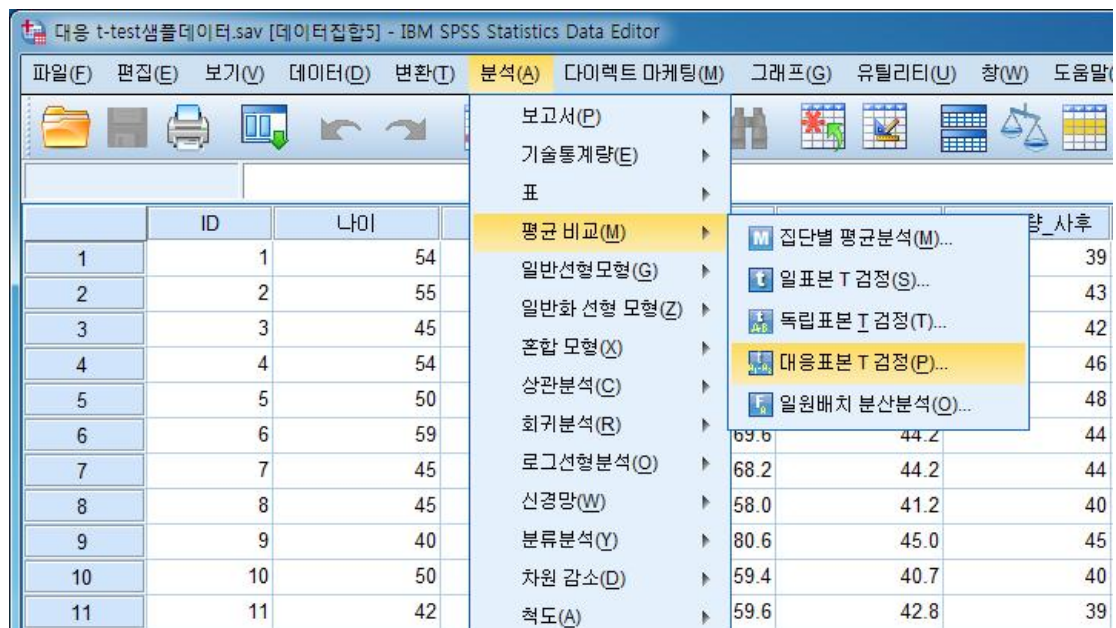 대응 t-test샘플데이터.sav [데이터집합5] - IBM SPSS Statistics Data Editor
파일(F) 편집(E) 보기(V) 데이터(D) 변환(T) 분석(A) 다이렉트 마케팅(M) 그래프(G) 유틸리티(U) 창(W) 도움말(
보고서(P)
기술통계량(E)
표
평균 비교(M)
일반선형모형(G)
일반화 선형 모형(Z)
혼합 모형(X)
상관분석(C)
회귀분석(R)
로그선형분석(O)
신경망(W)
분류분석(Y)
차원 감소(D)
척도(A)
집단별 평균분석(M)...
일표본 T 검정(S)...
독립표본 T 검정(T)...
대응표본 T 검정(P)...
일원배치 분산분석(O)...
ID 나이 량_사후
1 1 54 39
2 2 55 43
3 3 45 42
4 4 54 46
5 5 50 48
6 6 59 69.6 44.2 44
7 7 45 68.2 44.2 44
8 8 45 58.0 41.2 40
9 9 40 80.6 45.0 45
10 10 50 59.4 40.7 40
11 11 42 59.6 42.8 39